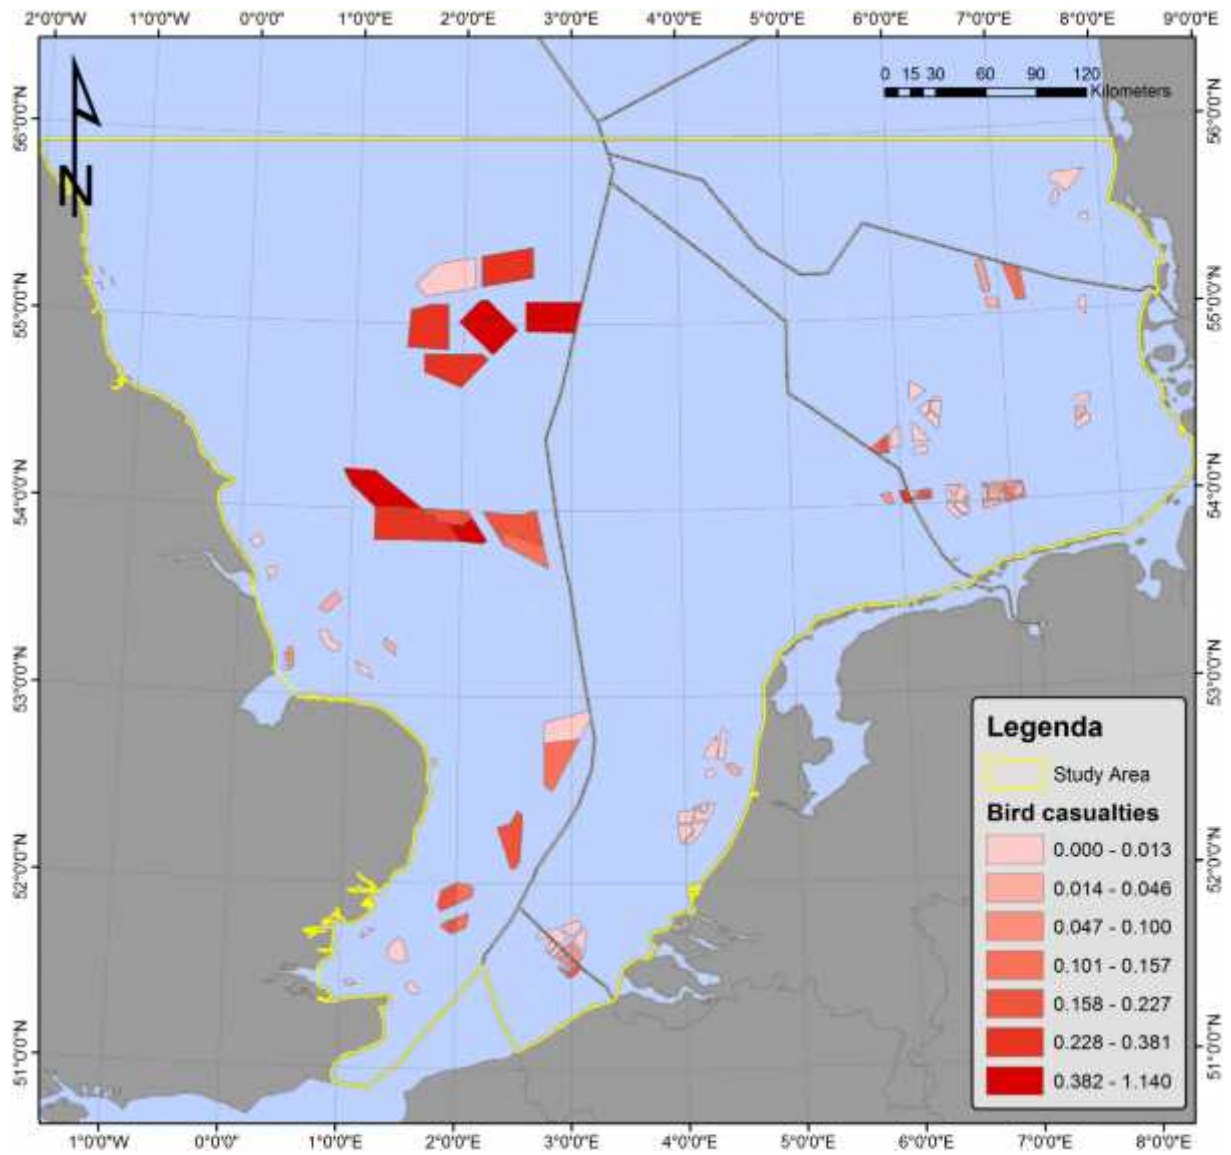 2°0'0"W 1°0'0"W 0°0'0" 1°0'0"E 2°0'0"E 3°0'0"E 4°0'0"E 5°0'0"E 6°0'0"E 7°0'0"E 8°0'0"E 9°0'0"E
0 15 30 60 90 120
Kilometers
N
56°0'0"N
55°0'0"N
54°0'0"N
53°0'0"N
52°0'0"N
51°0'0"N
56°0'0"N
55°0'0"N
54°0'0"N
53°0'0"N
52°0'0"N
51°0'0"N
Legenda
Study Area
Bird casualties
0.000 - 0.013
0.014 - 0.046
0.047 - 0.100
0.101 - 0.157
0.158 - 0.227
0.228 - 0.381
0.382 - 1.140
1°0'0"W 0°0'0" 1°0'0"E 2°0'0"E 3°0'0"E 4°0'0"E 5°0'0"E 6°0'0"E 7°0'0"E 8°0'0"E